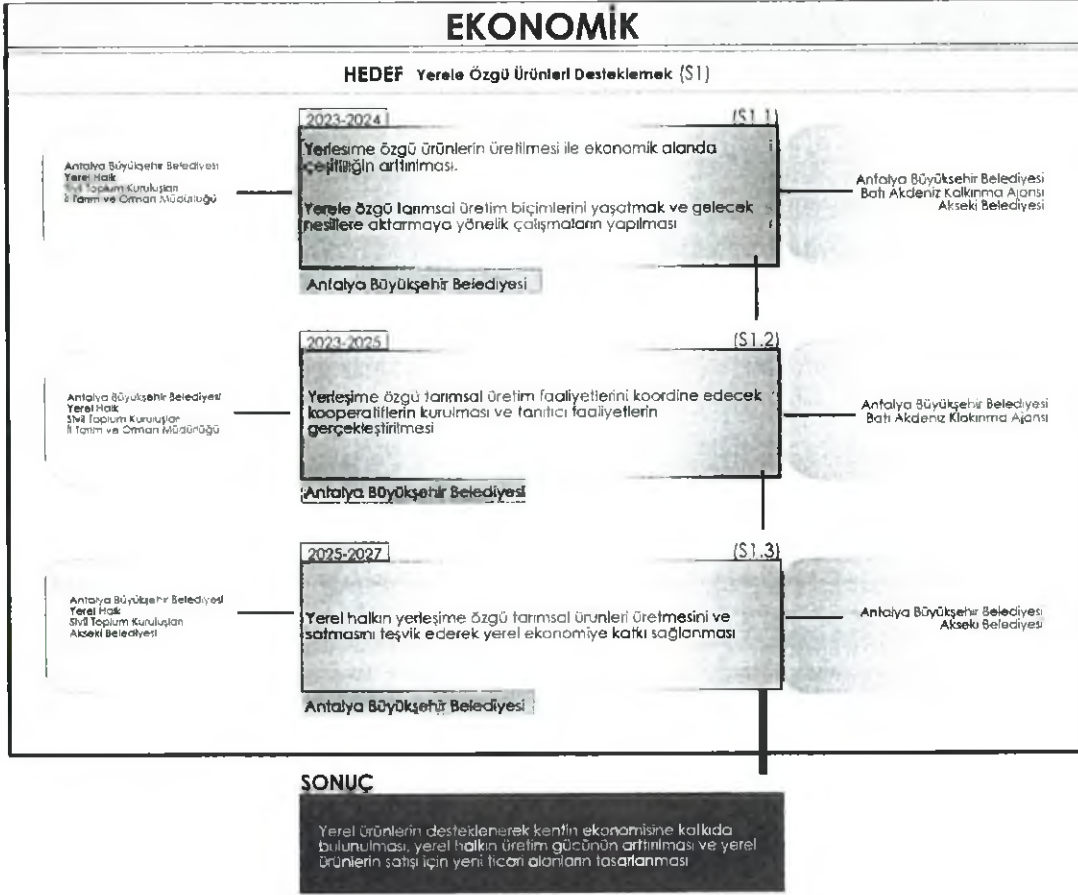 EKONOMİK
HEDEF Yerele Özgü Ürünleri Desteklemek (S1)
2023-2024 (S1.1)
Antalya Büyükşehir Belediyesi
Yerel Halk
Sivil Toplum Kuruluşları
İl Tarım ve Orman Müdürlüğü
Yerleşime özgü ürünlerin üretilmesi ile ekonomik alanda
çeşitliliğin arttırılması.
Yerele özgü tarımsal üretim biçimlerini yaşatmak ve gelecek
nesillere aktarmaya yönelik çalışmaların yapılması
Antalya Büyükşehir Belediyesi
Batı Akdeniz Kalkınma Ajansı
Akseki Belediyesi
Antalya Büyükşehir Belediyesi
2023-2025 (S1.2)
Antalya Büyükşehir Belediyesi
Yerel Halk
Sivil Toplum Kuruluşları
İl Tarım ve Orman Müdürlüğü
Yerleşime özgü tarımsal üretim faaliyetlerini koordine edecek
kooperatiflerin kurulması ve tanıtıcı faaliyetlerin
gerçekleştirilmesi
Antalya Büyükşehir Belediyesi
Batı Akdeniz Klakınma Ajansı
Antalya Büyükşehir Belediyesi
2025-2027 (S1.3)
Antalya Büyükşehir Belediyesi
Yerel Halk
Sivil Toplum Kuruluşları
Akseki Belediyesi
Yerel halkın yerleşime özgü tarımsal ürünleri üretmesini ve
satmasını teşvik ederek yerel ekonomiye katkı sağlanması
Antalya Büyükşehir Belediyesi
Akseki Belediyesi
Antalya Büyükşehir Belediyesi
SONUÇ
Yerel ürünlerin desteklenerek kentin ekonomisine kalkıda
bulunulması, yerel halkın üretim gücünün arttırılması ve yerel
ürünlerin satışı için yeni ticari alanların tasarlanması